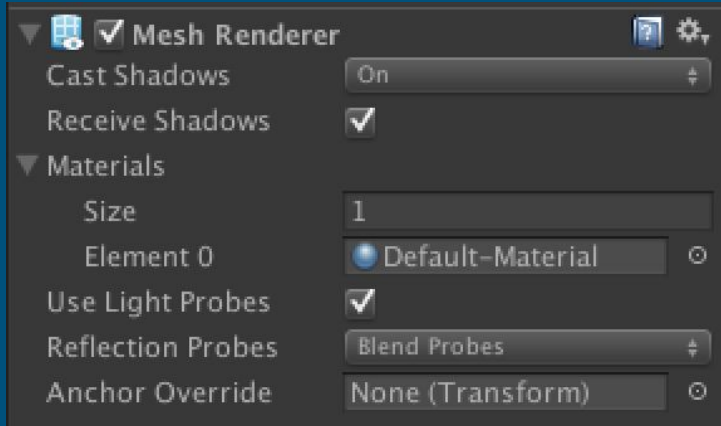 Mesh Renderer
Cast Shadows On
Receive Shadows
Materials
Size 1
Element 0 Default-Material
Use Light Probes
Reflection Probes Blend Probes
Anchor Override None (Transform)